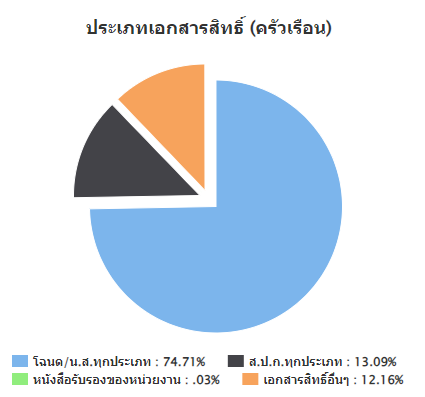 ประเภทเอกสารสิทธิ์ (ครัวเรือน)
โฉนด/น.ส.ทุกประเภท : 74.71% ส.ป.ก.ทุกประเภท : 13.09%
หนังสือรับรองของหน่วยงาน : .03% เอกสารสิทธิ์อื่นๆ : 12.16%